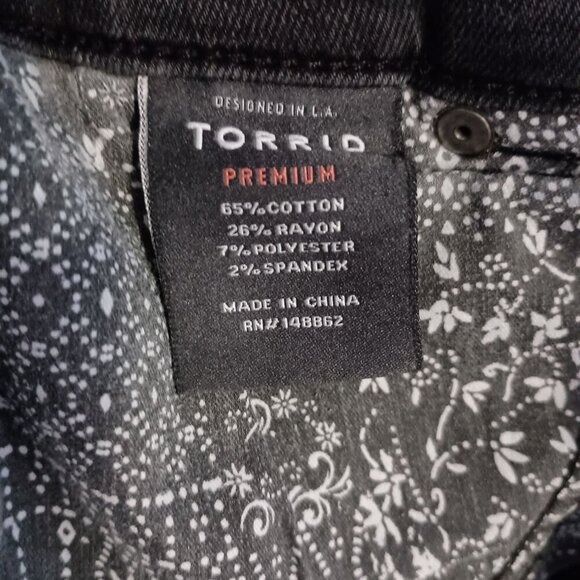 DESIGNED IN L.A.
TORRID
PREMIUM
65% COTTON
26% RAYON
7% POLYESTER
2% SPANDEX
MADE IN CHINA
RN# 148862